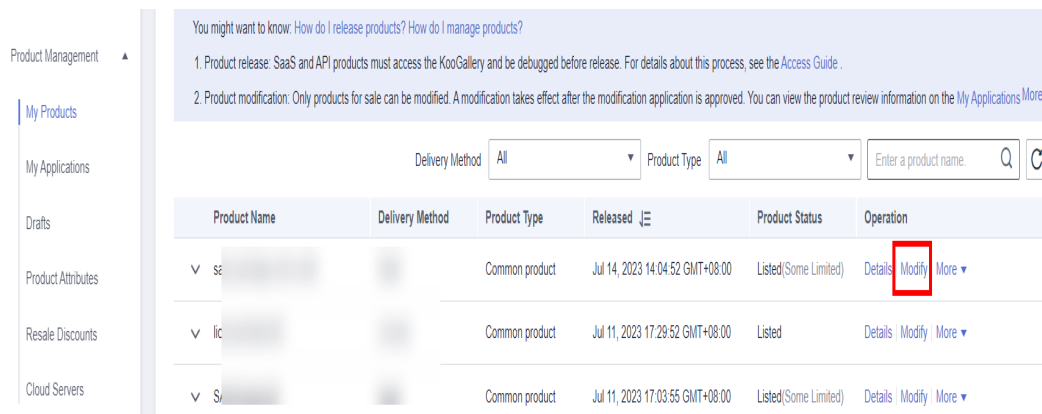 You might want to know: How do I release products? How do I manage products?
Product Management
1. Product release: SaaS and API products must access the KooGallery and be debugged before release. For details about this process, see the Access Guide .
2. Product modification: Only products for sale can be modified. A modification takes effect after the modification application is approved. You can view the product review information on the My Applications More
My Products
My Applications
Drafts
Product Attributes
Resale Discounts
Cloud Servers
Delivery Method All Product Type All Enter a product name.
Product Name Delivery Method Product Type Released Product Status Operation
sa Common product Jul 14, 2023 14:04:52 GMT+08:00 Listed(Some Limited) Details Modify More
lic Common product Jul 11, 2023 17:29:52 GMT+08:00 Listed Details Modify More
SA Common product Jul 11, 2023 17:03:55 GMT+08:00 Listed(Some Limited) Details Modify More